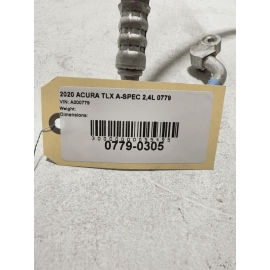 2020 ACURA TLX A-SPEC 2,4L 0779
VIN: A000779
Weight:
Dimensions:
0779-0305